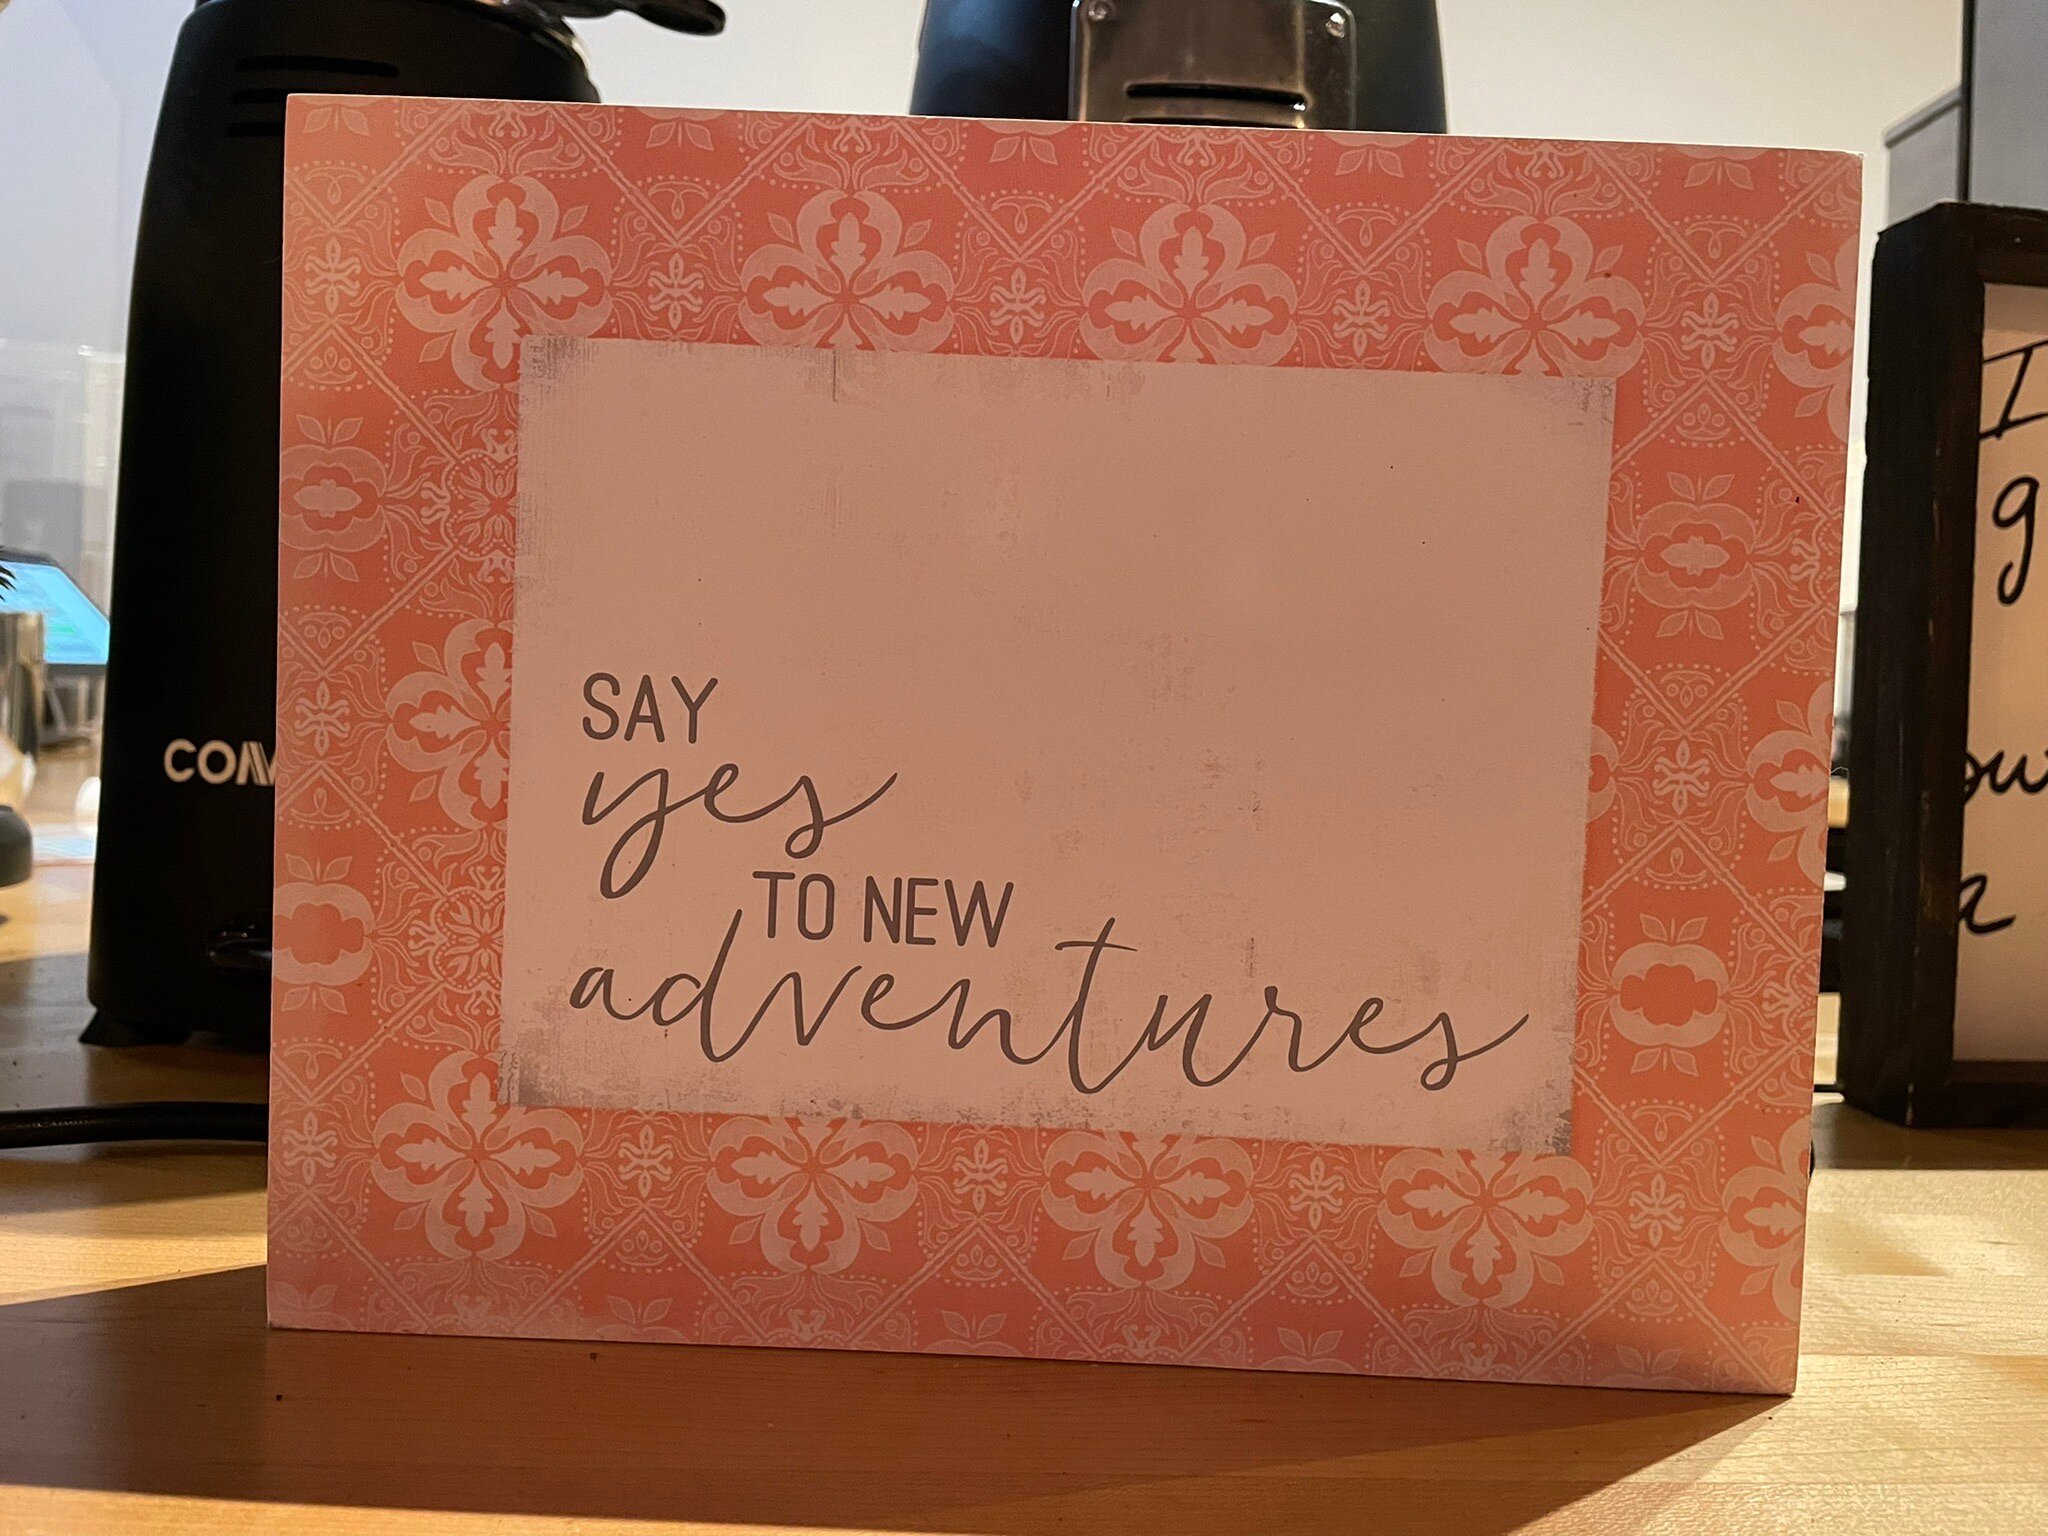 SAY
yes
TO NEW
adventures
I
g
a